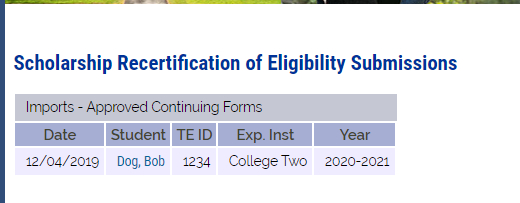 Scholarship Recertification of Eligibility Submissions
Imports - Approved Continuing Forms
Date Student TE ID Exp. Inst Year
12/04/2019 Dog, Bob 1234 College Two 2020-2021